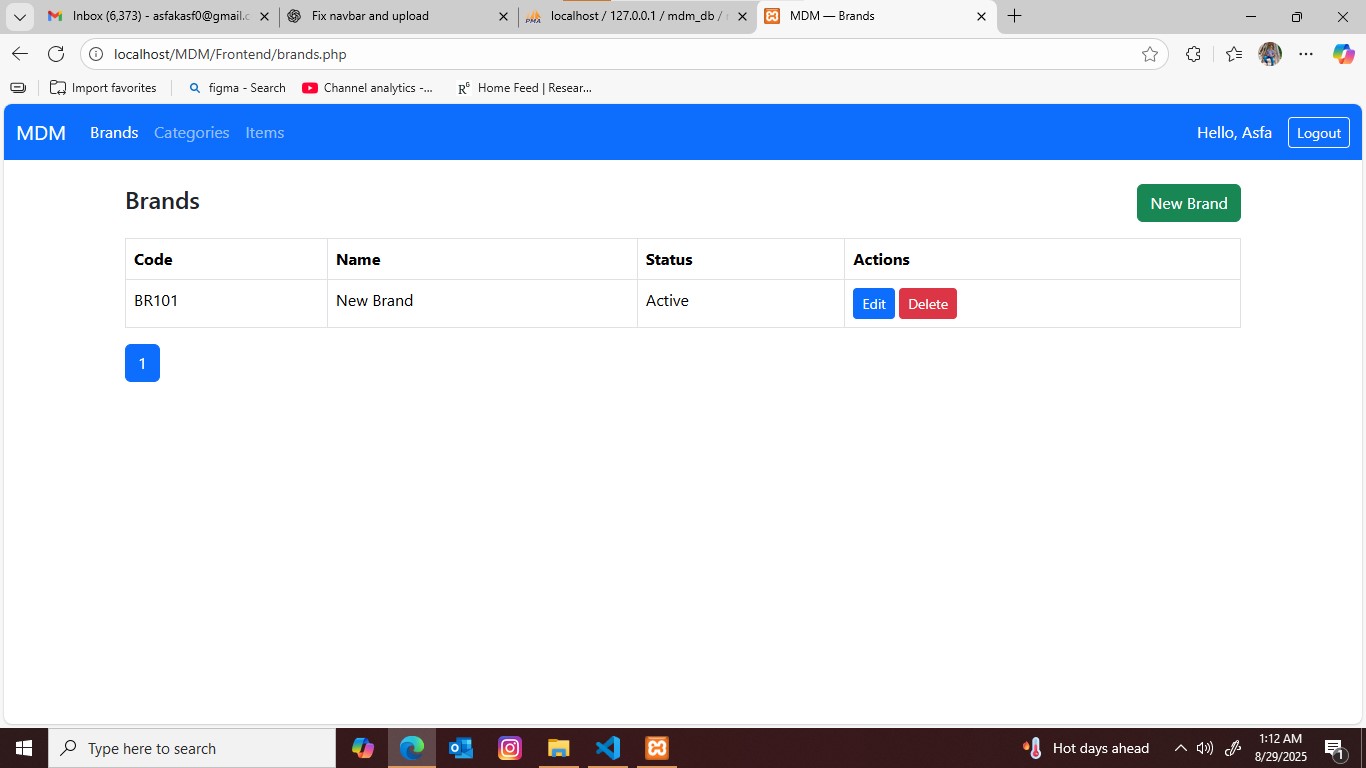 Inbox (6,373) - asfakasf0@gmail.c
Fix navbar and upload
localhost / 127.0.0.1 / mdm_db /
MDM — Brands
localhost/MDM/Frontend/brands.php
Import favorites
figma - Search
Channel analytics -...
R⁶ Home Feed | Resear...
MDM Brands Categories Items Hello, Asfa Logout
Brands
New Brand
Code Name Status Actions
BR101 New Brand Active Edit Delete
1
Type here to search
Hot days ahead
1:12 AM
8/29/2025
1